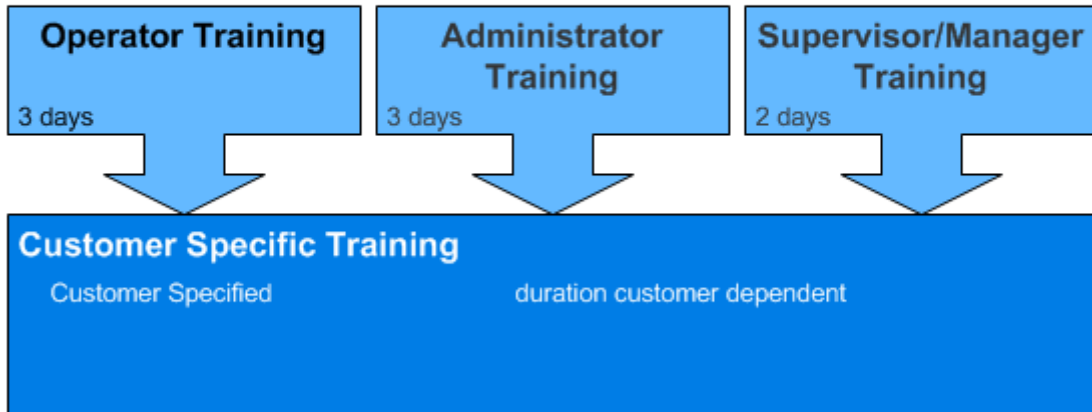 Operator Training
3 days
Administrator
Training
3 days
Supervisor/Manager
Training
2 days
Customer Specific Training
Customer Specified
duration customer dependent